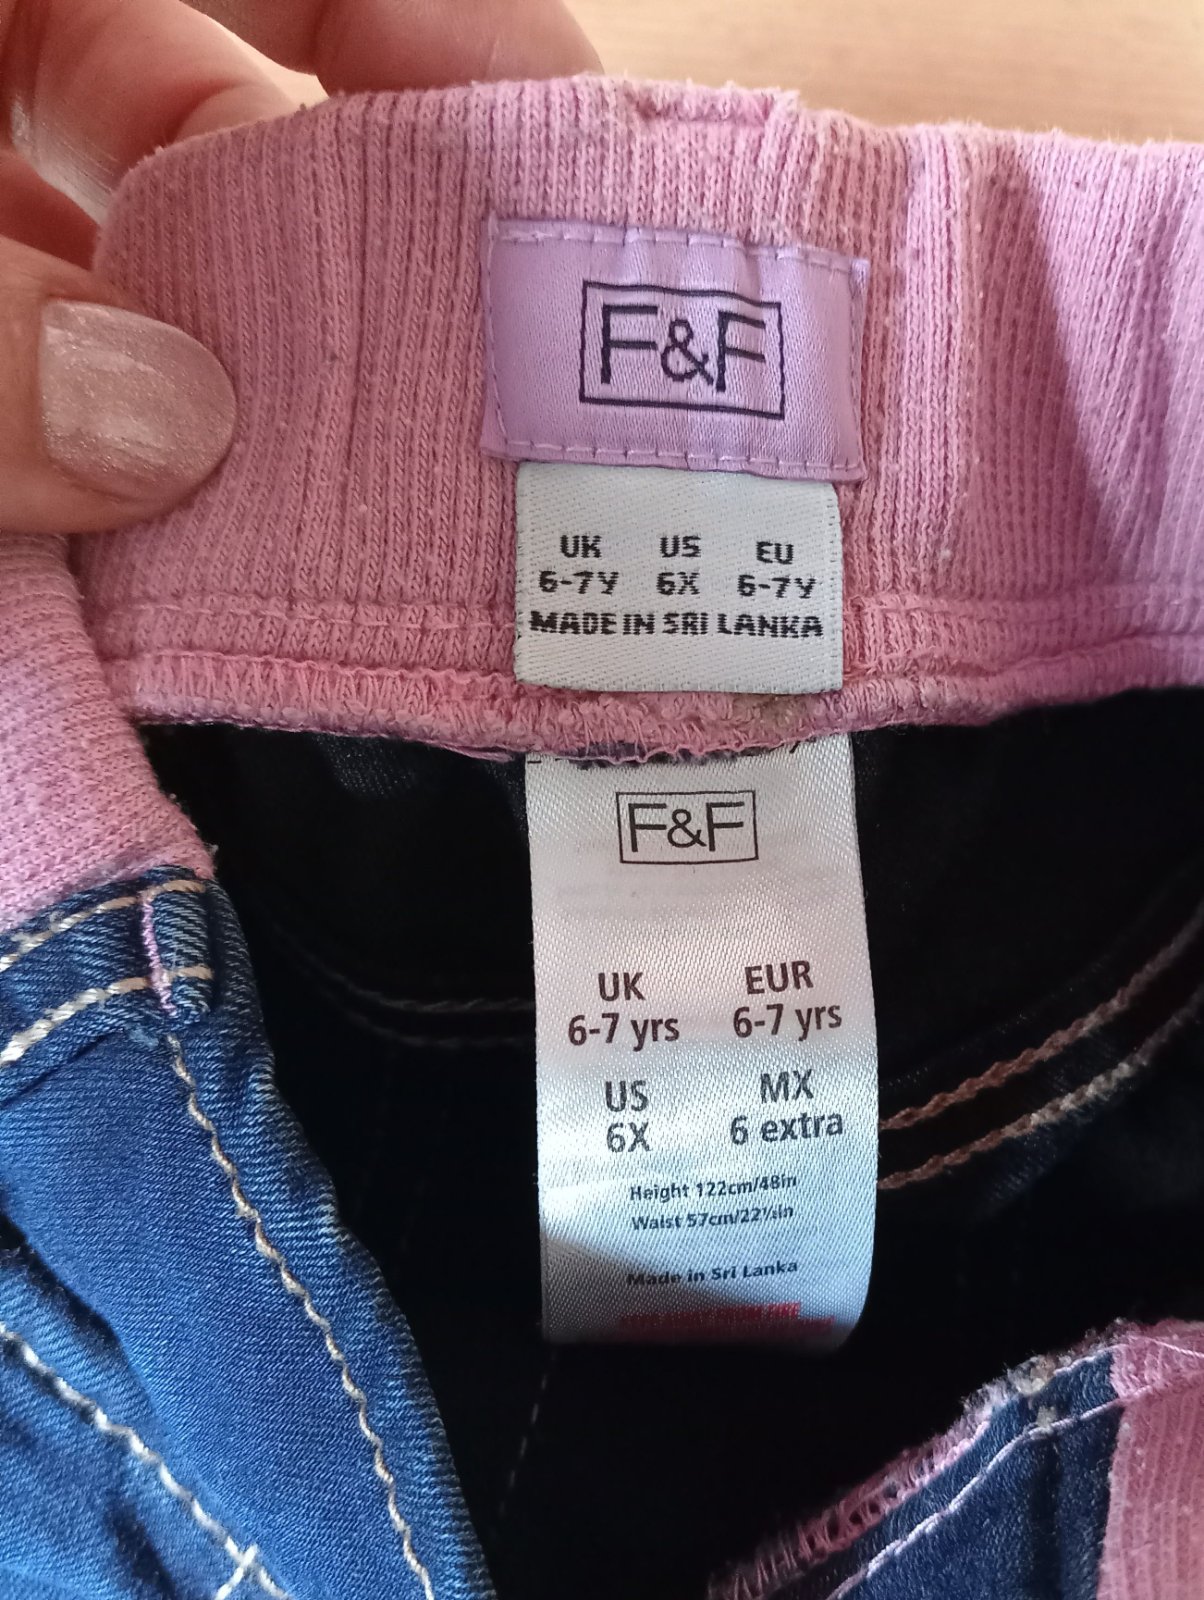 F&F
UK US EU
6-7Y 6X 6-7Y
MADE IN SRI LANKA
F&F
UK EUR
6-7 yrs 6-7 yrs
US MX
6X 6 extra
Height 122cm/48in
Waist 57cm/22½in
Made in Sri Lanka